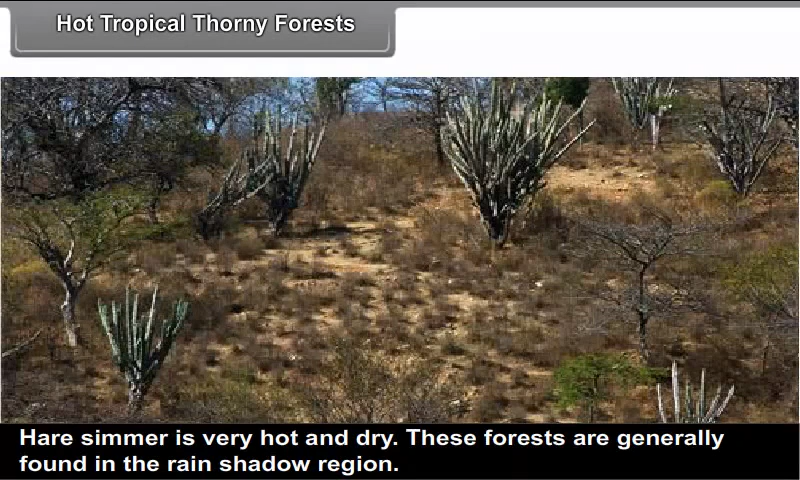 Hot Tropical Thorny Forests
Hare simmer is very hot and dry. These forests are generally
found in the rain shadow region.